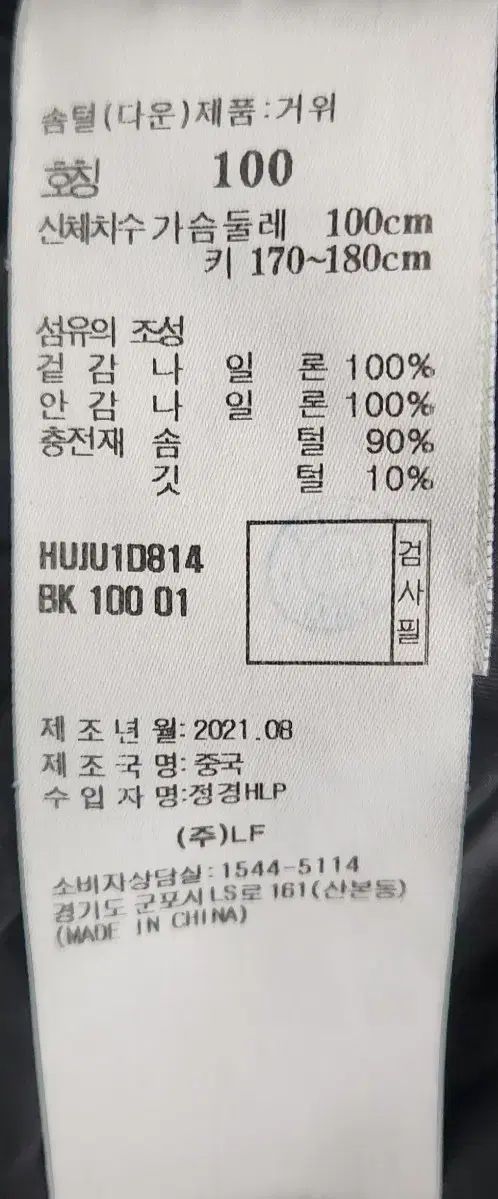 솜털(다운)제품:거위
호칭 100
신체치수 가슴둘레 100cm
키 170~180cm
섬유의 조성
겉 감 나 일 론 100%
안 감 나 일 론 100%
충전재 솜 털 90%
깃 털 10%
HUJU1D814
BK 100 01
검사필
제 조 년 월: 2021.08
제 조 국 명: 중국
수 입 자 명:정경HLP
(주)LF
소비자상담실:1544-5114
경기도 군포시 LS로 161(산본동)
(MADE IN CHINA)